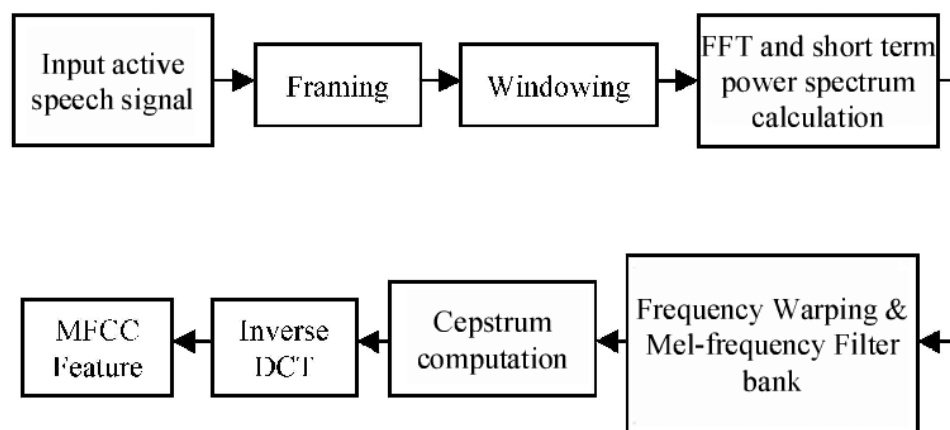 Input active
speech signal
Framing
Windowing
FFT and short term
power spectrum
calculation
Frequency Warping &
Mel-frequency Filter
bank
Cepstrum
computation
Inverse
DCT
MFCC
Feature